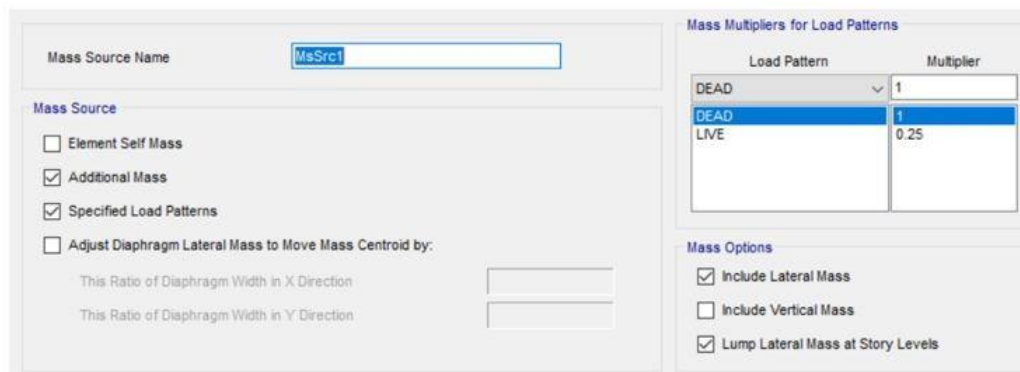 Mass Source Name
MsSrc1
Mass Source
Element Self Mass
Additional Mass
Specified Load Patterns
Adjust Diaphragm Lateral Mass to Move Mass Centroid by:
This Ratio of Diaphragm Width in X Direction
This Ratio of Diaphragm Width in Y Direction
Mass Multipliers for Load Patterns
Load Pattern Multiplier
DEAD 1
DEAD 1
LIVE 0.25
Mass Options
Include Lateral Mass
Include Vertical Mass
Lump Lateral Mass at Story Levels